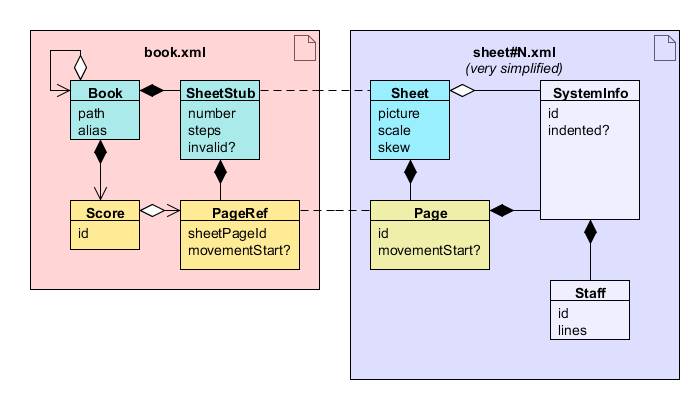 book.xml
Book
path
alias
SheetStub
number
steps
invalid?
Score
id
PageRef
sheetPageId
movementStart?
sheet#N.xml
(very simplified)
Sheet
picture
scale
skew
SystemInfo
id
indented?
Page
id
movementStart?
Staff
id
lines